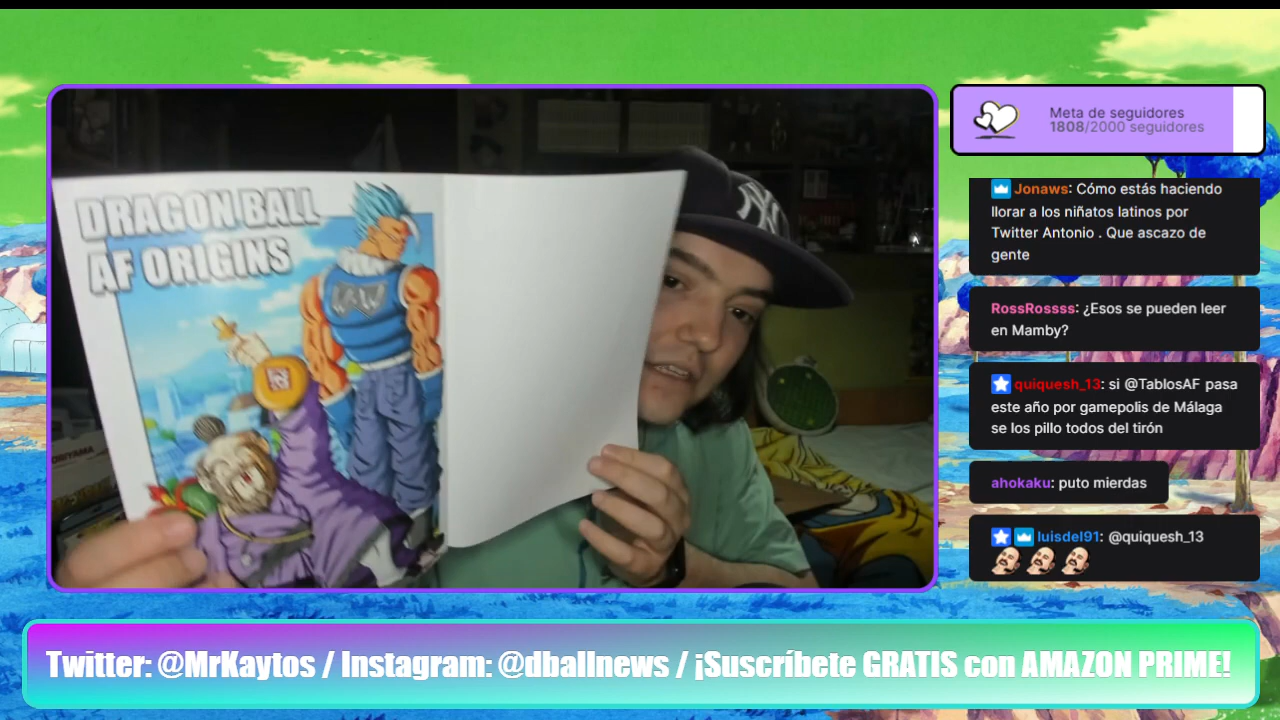 DRAGON BALL
AF ORIGINS
NY
ORIYAMA
Meta de seguidores
1808/2000 seguidores
Jonaws: Cómo estás haciendo
llorar a los niñatos latinos por
Twitter Antonio . Que ascazo de
gente
RossRossss: ¿Esos se pueden leer
en Mamby?
quiquesh_13: si @TablosAF pasa
este año por gamepolis de Málaga
se los pillo todos del tirón
ahokaku: puto mierdas
luisdel91: @quiquesh_13
Twitter: @MrKaytos / Instagram: @dballnews / ¡Suscríbete GRATIS con AMAZON PRIME!